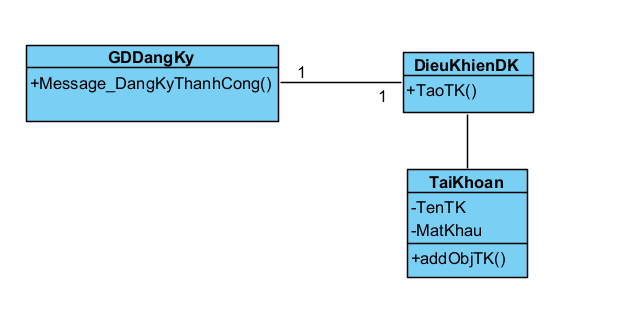 GDDangKy
+Message_DangKyThanhCong()
1
1
DieuKhienDK
+TaoTK()
TaiKhoan
-TenTK
-MatKhau
+addObjTK()